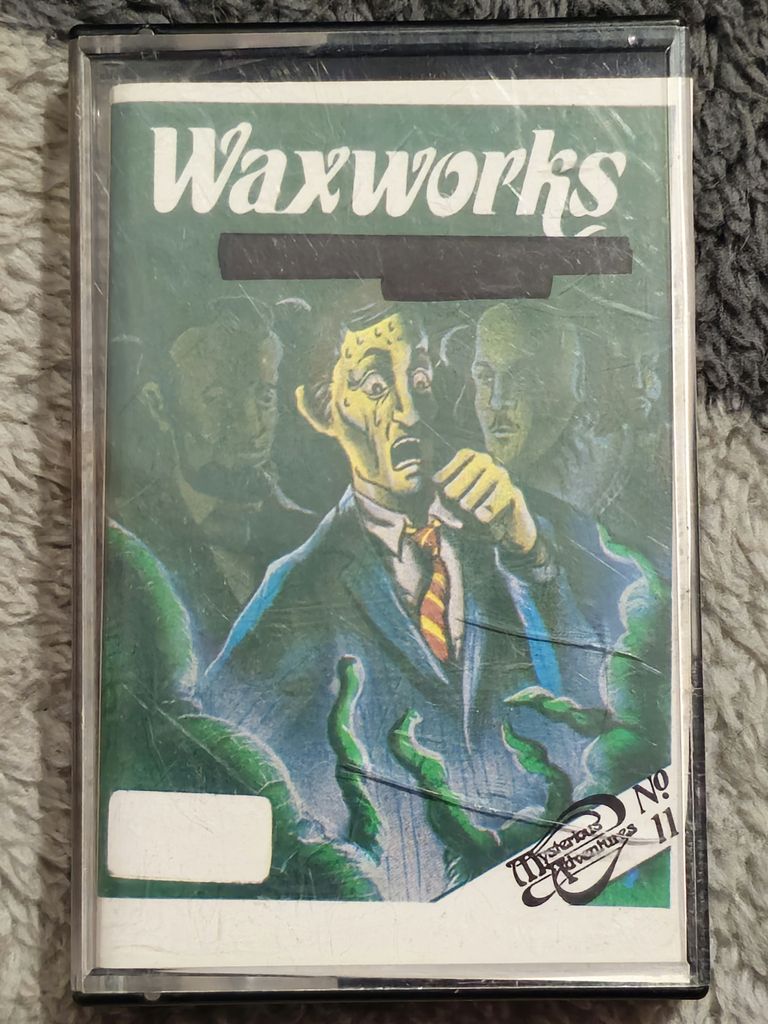 Waxworks
Mysterious
Adventures
No.
11